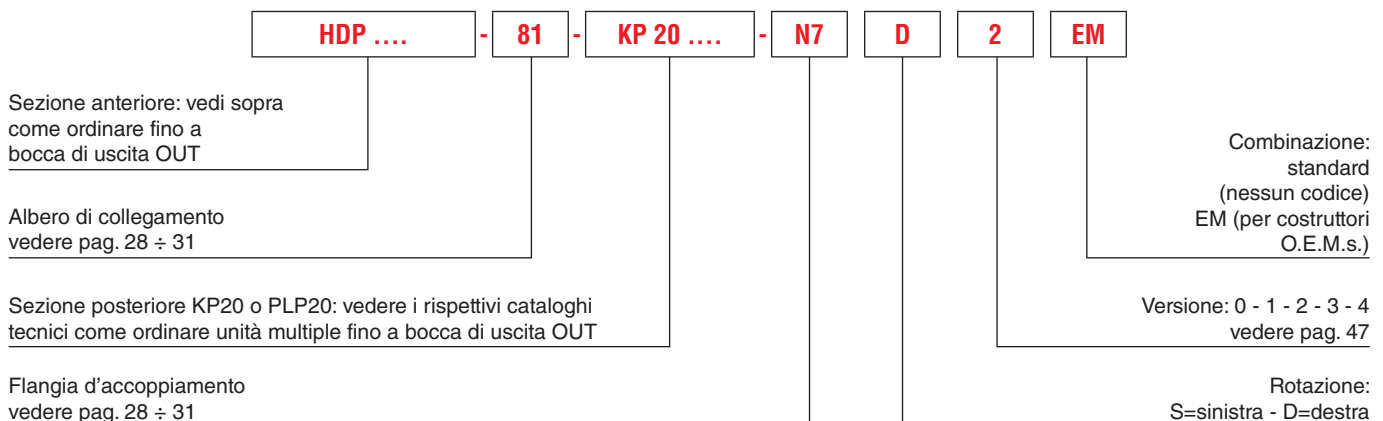 HDP .... - 81 - KP 20 .... - N7 D 2 EM
Sezione anteriore: vedi sopra
come ordinare fino a
bocca di uscita OUT
Combinazione:
standard
(nessun codice)
EM (per costruttori
O.E.M.s.)
Albero di collegamento
vedere pag. 28 ÷ 31
Sezione posteriore KP20 o PLP20: vedere i rispettivi cataloghi
tecnici come ordinare unità multiple fino a bocca di uscita OUT
Versione: 0 - 1 - 2 - 3 - 4
vedere pag. 47
Flangia d'accoppiamento
vedere pag. 28 ÷ 31
Rotazione:
S=sinistra - D=destra